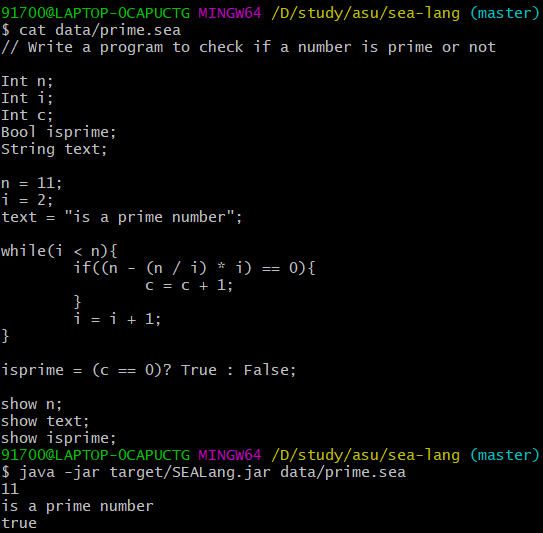 91700@LAPTOP-0CAPUCTG MINGW64 /D/study/asu/sea-lang (master)
$ cat data/prime.sea
// Write a program to check if a number is prime or not

Int n;
Int i;
Int c;
Bool isprime;
String text;

n = 11;
i = 2;
text = "is a prime number";

while(i < n){
        if((n - (n / i) * i) == 0){
                c = c + 1;
        }
        i = i + 1;
}

isprime = (c == 0)? True : False;

show n;
show text;
show isprime;
91700@LAPTOP-0CAPUCTG MINGW64 /D/study/asu/sea-lang (master)
$ java -jar target/SEALang.jar data/prime.sea
11
is a prime number
true